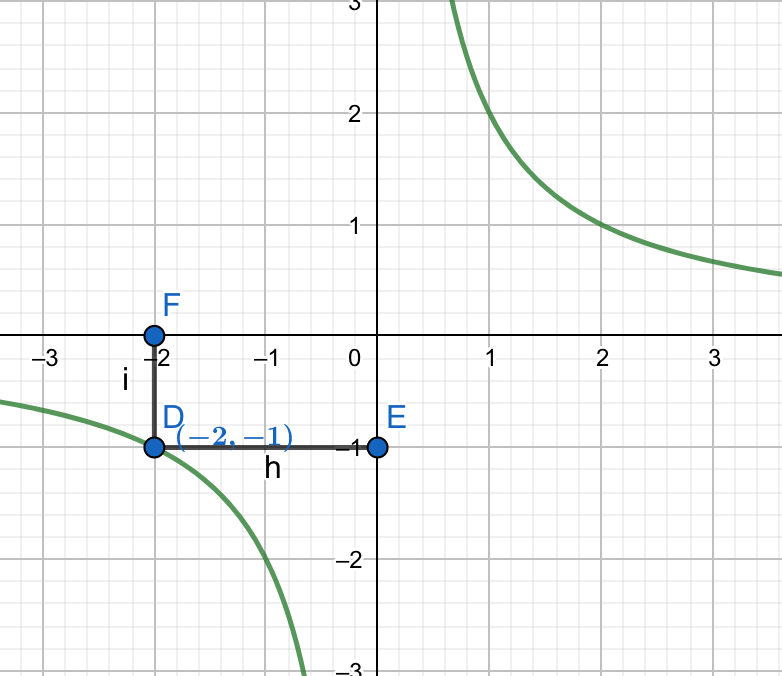 3
2
1
F
–3 –2 –1 0 1 2 3
i
D E
(−2, −1)
–1
h
–2
–3